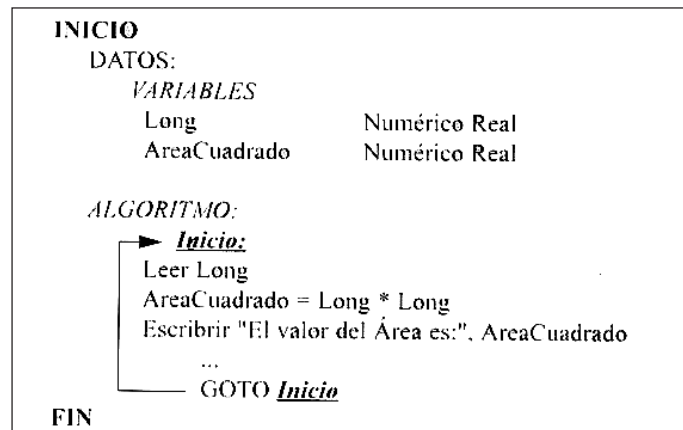 INICIO
DATOS:
VARIABLES
Long Numérico Real
AreaCuadrado Numérico Real
ALGORITMO:
Inicio:
Leer Long
AreaCuadrado = Long * Long
Escribrir "El valor del Área es:", AreaCuadrado
...
GOTO Inicio
FIN